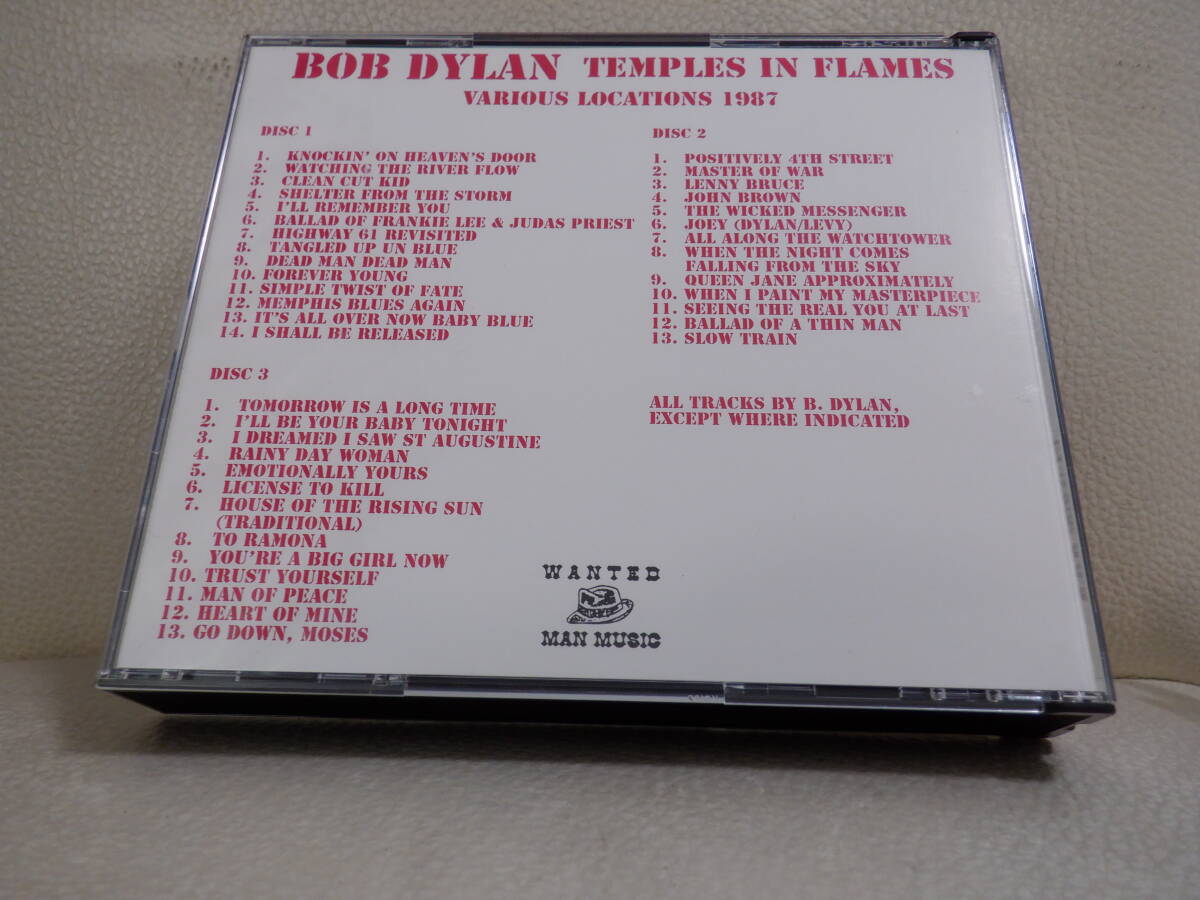 BOB DYLAN TEMPLES IN FLAMES
VARIOUS LOCATIONS 1987
DISC 1
1. KNOCKIN' ON HEAVEN'S DOOR
2. WATCHING THE RIVER FLOW
3. CLEAN CUT KID
4. SHELTER FROM THE STORM
5. I'LL REMEMBER YOU
6. BALLAD OF FRANKIE LEE & JUDAS PRIEST
7. HIGHWAY 61 REVISITED
8. TANGLED UP UN BLUE
9. DEAD MAN DEAD MAN
10. FOREVER YOUNG
11. SIMPLE TWIST OF FATE
12. MEMPHIS BLUES AGAIN
13. IT'S ALL OVER NOW BABY BLUE
14. I SHALL BE RELEASED
DISC 2
1. POSITIVELY 4TH STREET
2. MASTER OF WAR
3. LENNY BRUCE
4. JOHN BROWN
5. THE WICKED MESSENGER
6. JOEY (DYLAN/LEVY)
7. ALL ALONG THE WATCHTOWER
8. WHEN THE NIGHT COMES
FALLING FROM THE SKY
9. QUEEN JANE APPROXIMATELY
10. WHEN I PAINT MY MASTERPIECE
11. SEEING THE REAL YOU AT LAST
12. BALLAD OF A THIN MAN
13. SLOW TRAIN
DISC 3
1. TOMORROW IS A LONG TIME
2. I'LL BE YOUR BABY TONIGHT
3. I DREAMED I SAW ST AUGUSTINE
4. RAINY DAY WOMAN
5. EMOTIONALLY YOURS
6. LICENSE TO KILL
7. HOUSE OF THE RISING SUN
(TRADITIONAL)
8. TO RAMONA
9. YOU'RE A BIG GIRL NOW
10. TRUST YOURSELF
11. MAN OF PEACE
12. HEART OF MINE
13. GO DOWN, MOSES
ALL TRACKS BY B. DYLAN,
EXCEPT WHERE INDICATED
WANTED
MAN MUSIC